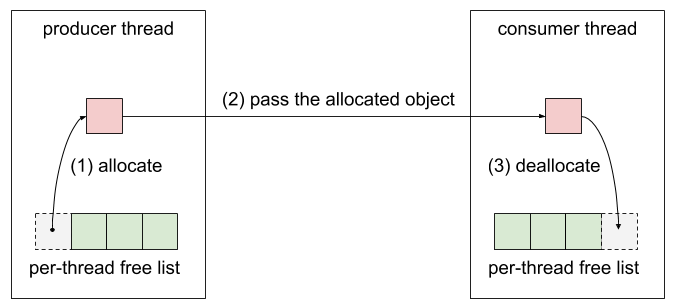 producer thread
consumer thread
(2) pass the allocated object
(1) allocate
(3) deallocate
per-thread free list
per-thread free list